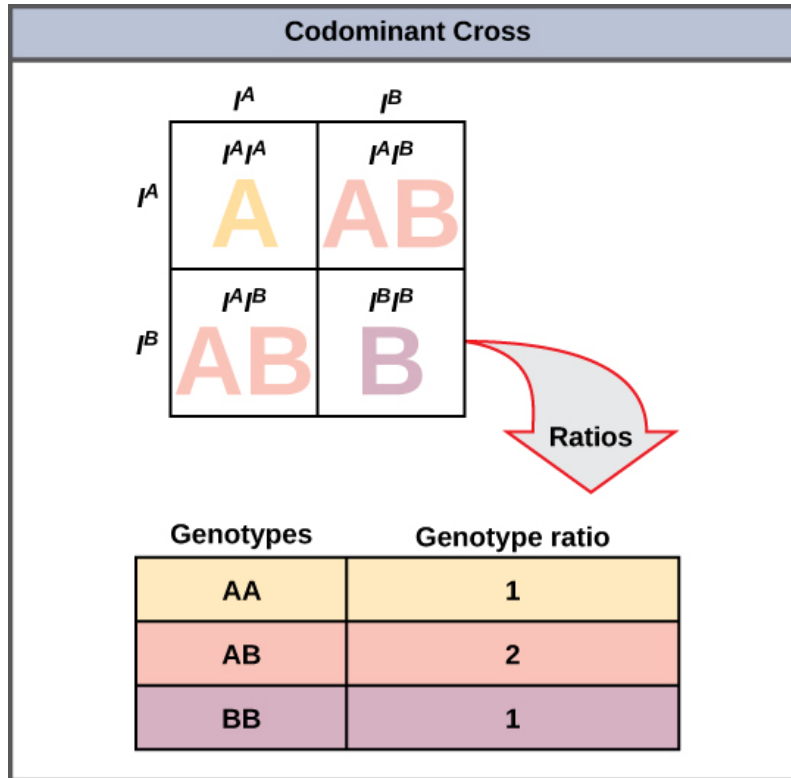 Codominant Cross
Iᴬ Iᴮ
Iᴬ
IᴬIᴬ IᴬIᴮ
A AB
Iᴮ
IᴬIᴮ IᴮIᴮ
AB B
Ratios
Genotypes Genotype ratio
AA 1
AB 2
BB 1